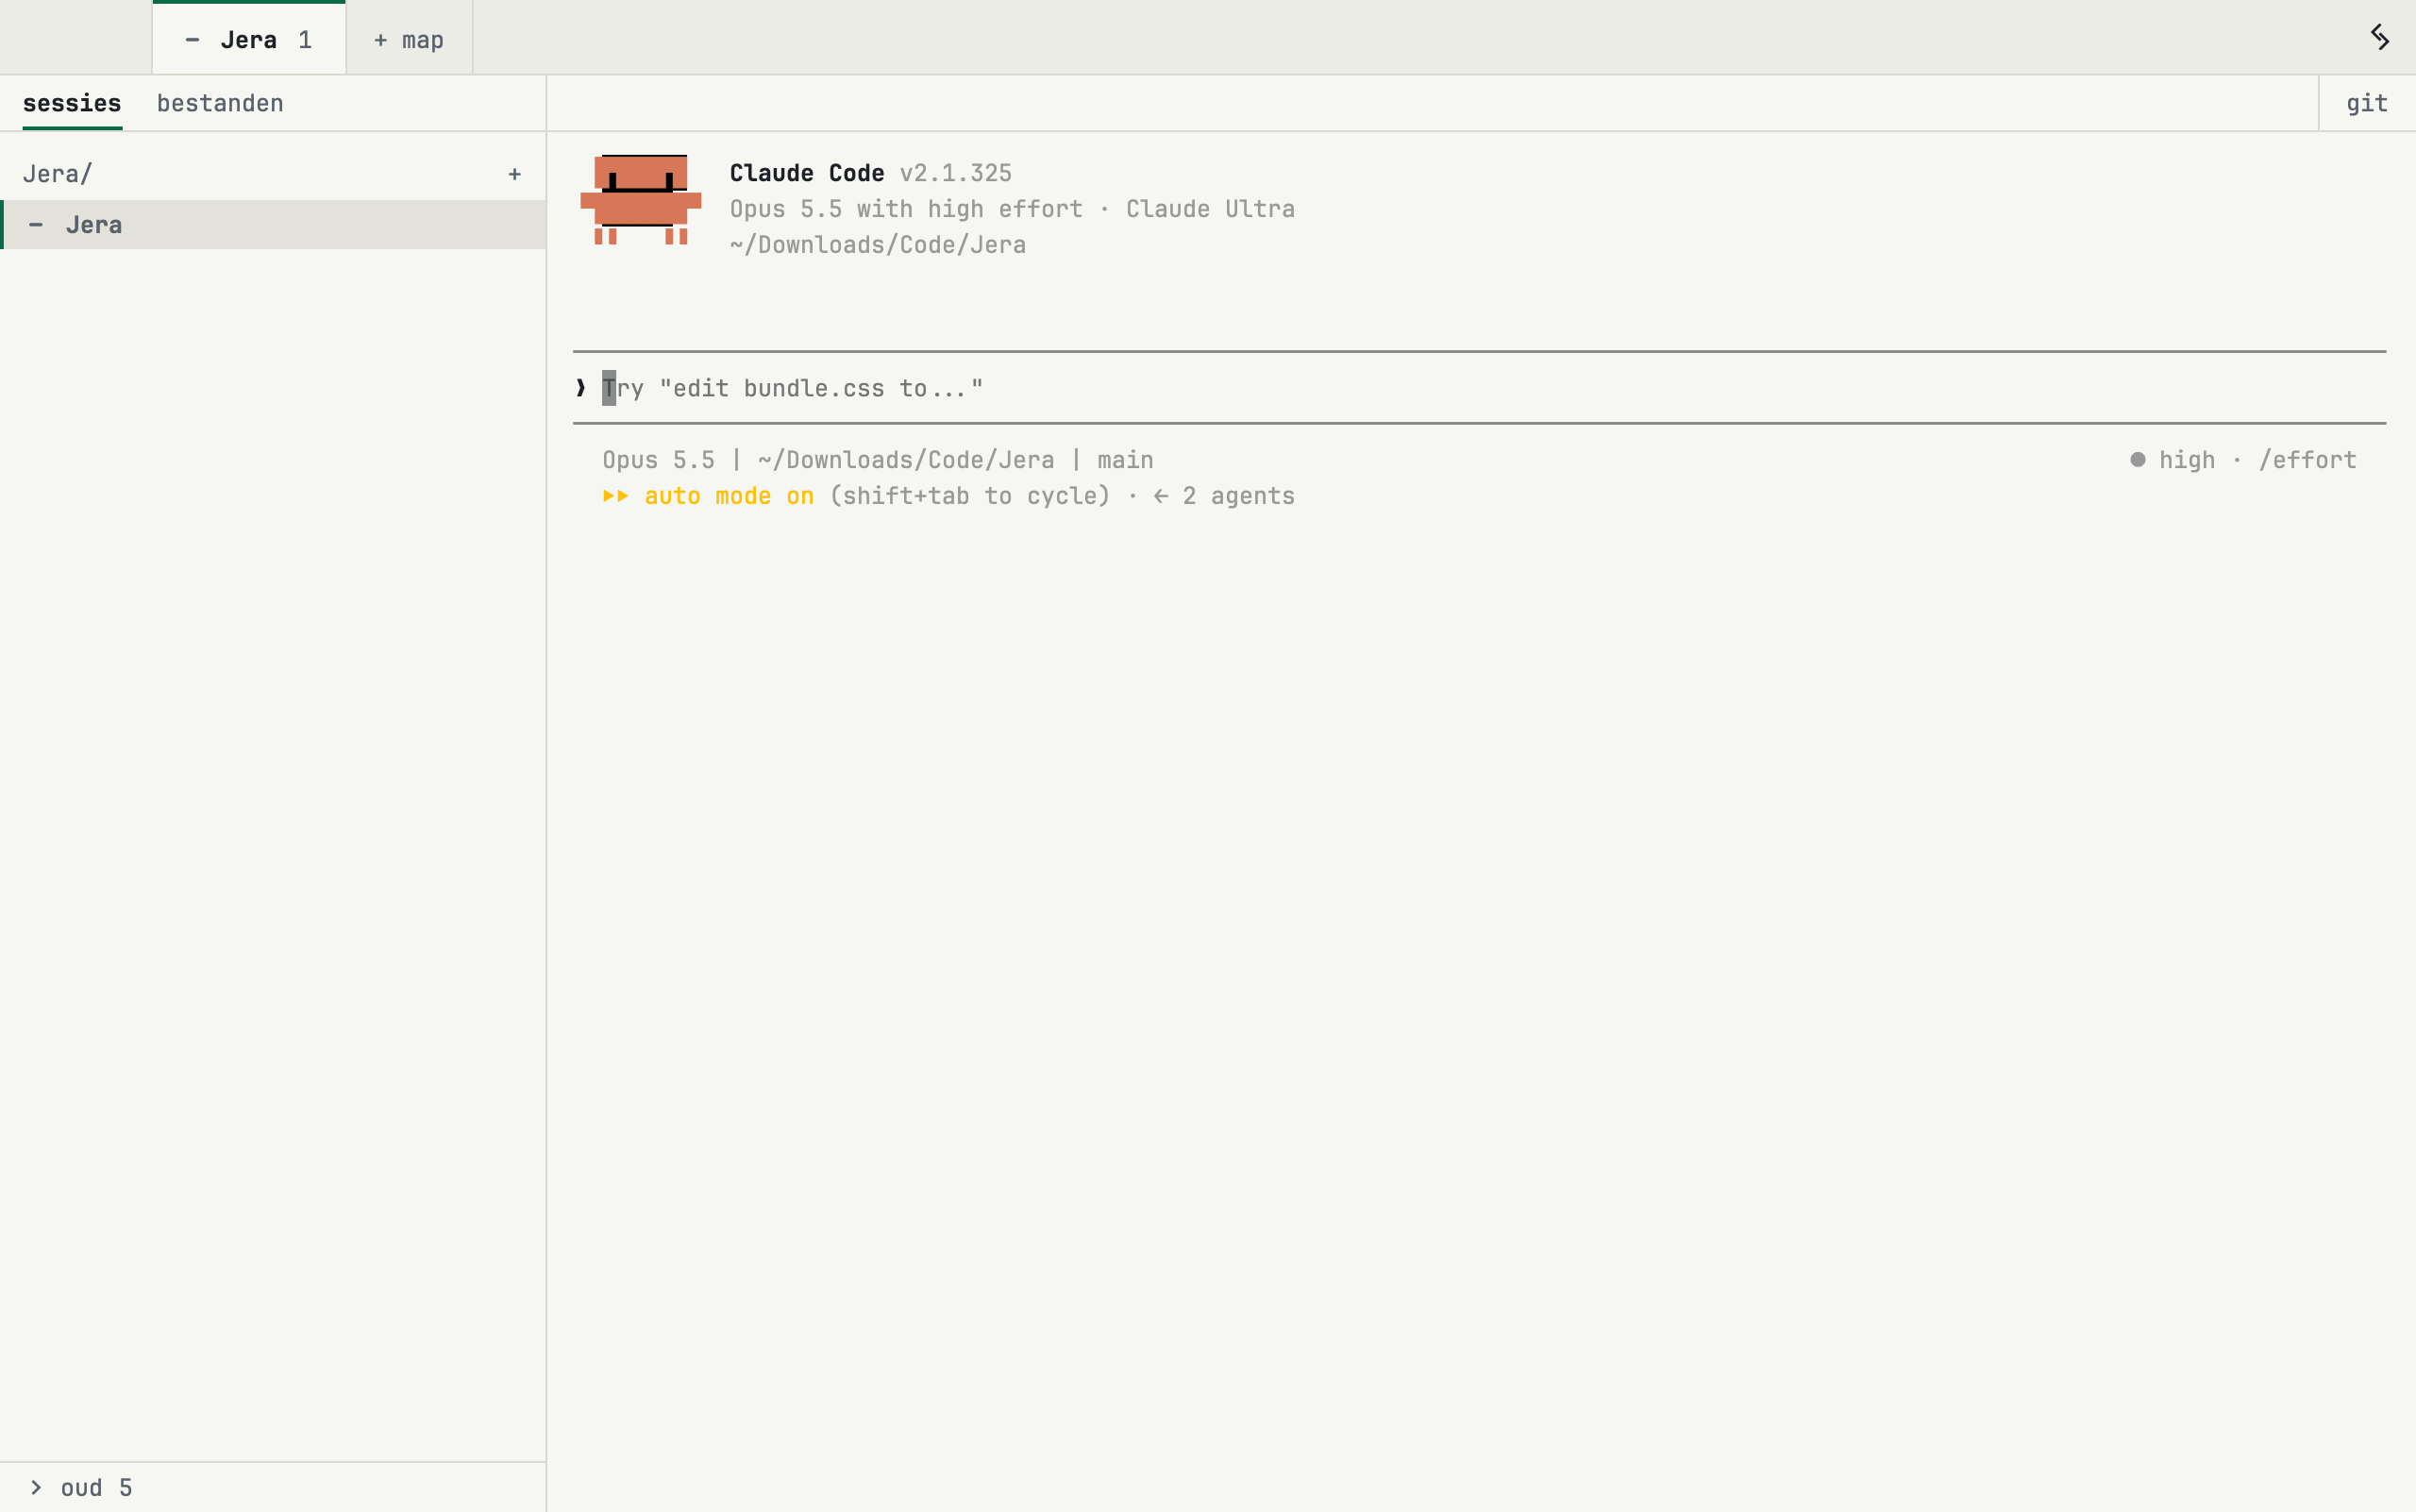 – Jera 1 + map
sessies bestanden
git
Jera/ +
– Jera
Claude Code v2.1.325
Opus 5.5 with high effort · Claude Ultra
~/Downloads/Code/Jera
❯ Try "edit bundle.css to..."
Opus 5.5 | ~/Downloads/Code/Jera | main
● high · /effort
▸▸ auto mode on (shift+tab to cycle) · ← 2 agents
> oud 5